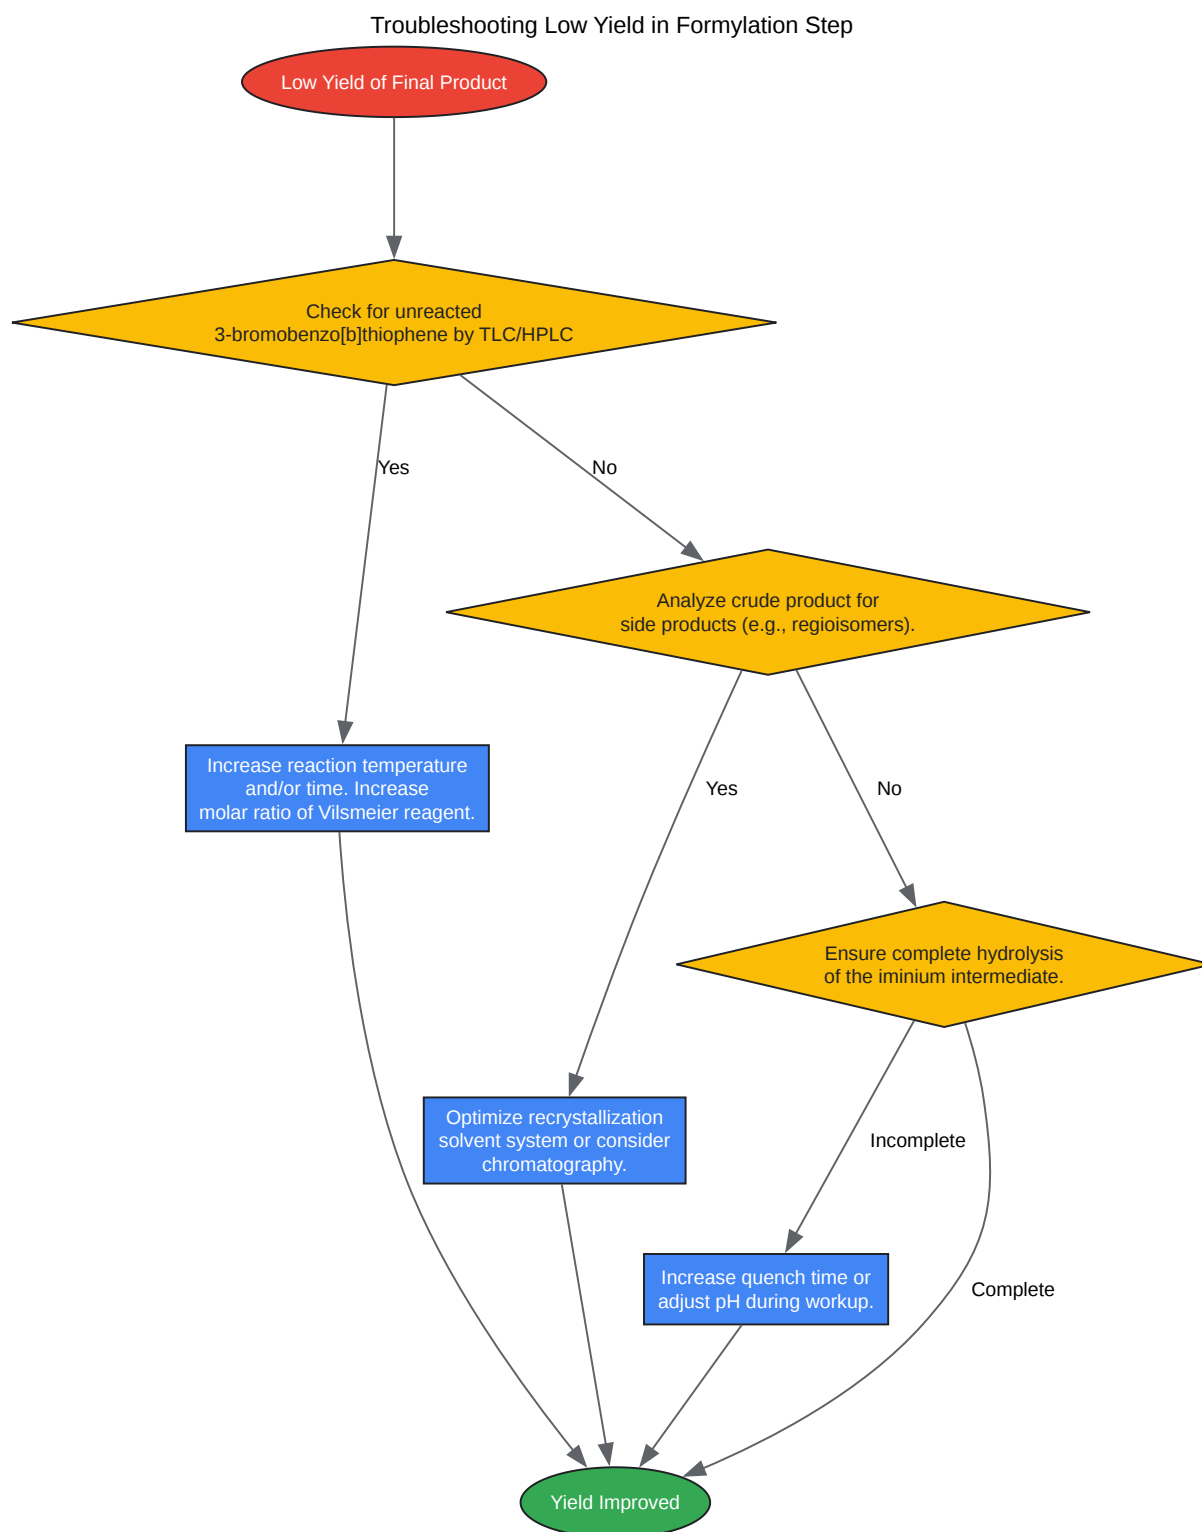 Troubleshooting Low Yield in Formylation Step
Low Yield of Final Product
Check for unreacted
3-bromobenzo[b]thiophene by TLC/HPLC
Yes
No
Analyze crude product for
side products (e.g., regioisomers).
Increase reaction temperature
and/or time. Increase
molar ratio of Vilsmeier reagent.
Yes
No
Ensure complete hydrolysis
of the iminium intermediate.
Optimize recrystallization
solvent system or consider
chromatography.
Incomplete
Increase quench time or
adjust pH during workup.
Complete
Yield Improved